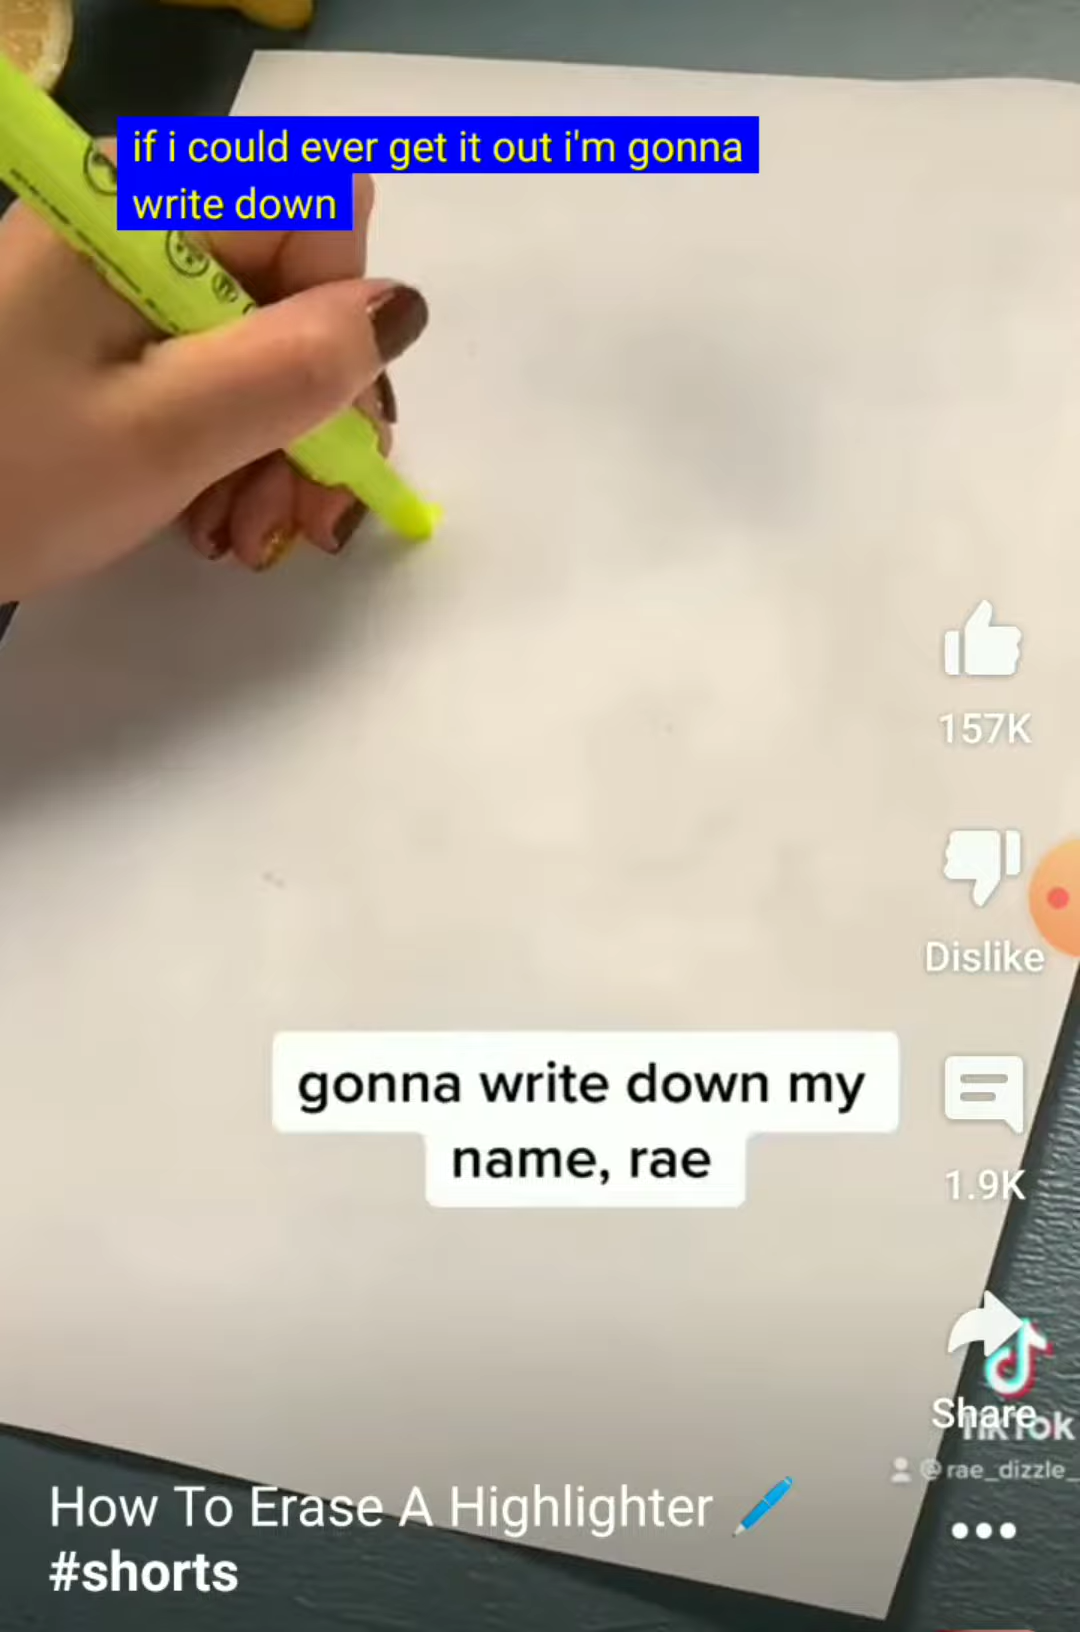 if i could ever get it out i'm gonna
write down
157K
Dislike
gonna write down my
name, rae
1.9K
Share
TikTok
@rae_dizzle_
How To Erase A Highlighter
#shorts